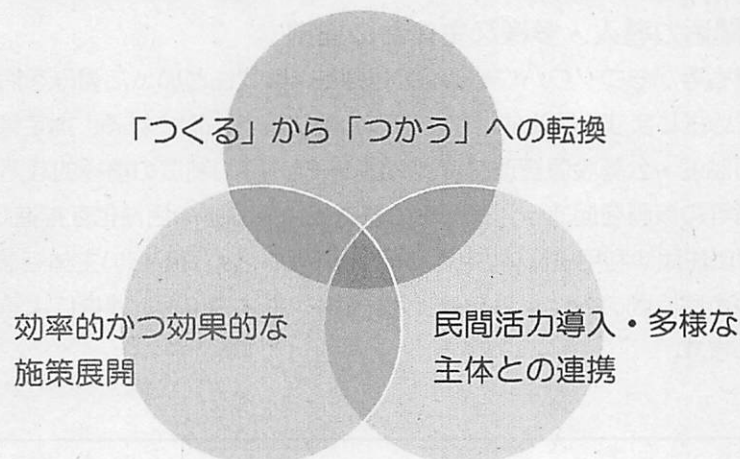 「つくる」から「つかう」への転換
効率的かつ効果的な
施策展開
民間活力導入・多様な
主体との連携